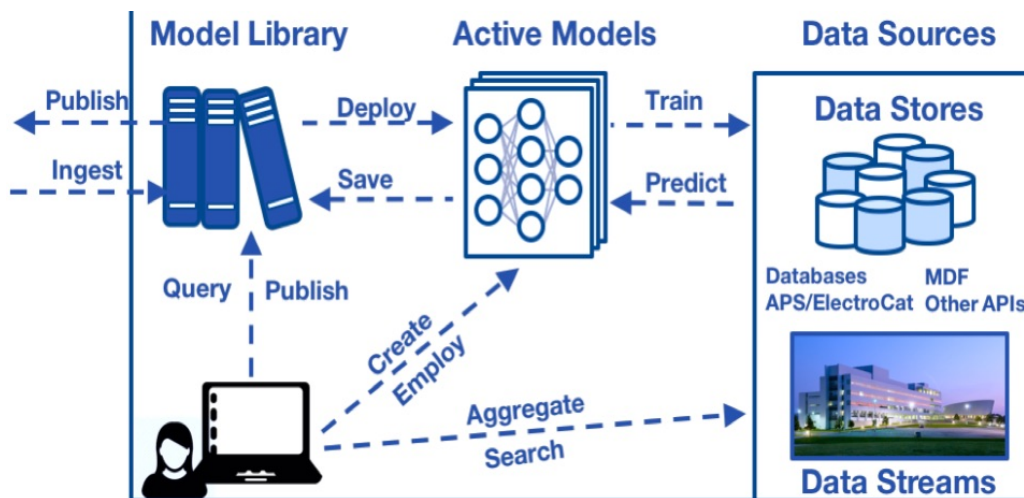 Model Library
Active Models
Data Sources
Publish
Ingest
Deploy
Save
Train
Predict
Data Stores
Databases
MDF
APS/ElectroCat
Other APIs
Query
Publish
Create
Employ
Aggregate
Search
Data Streams